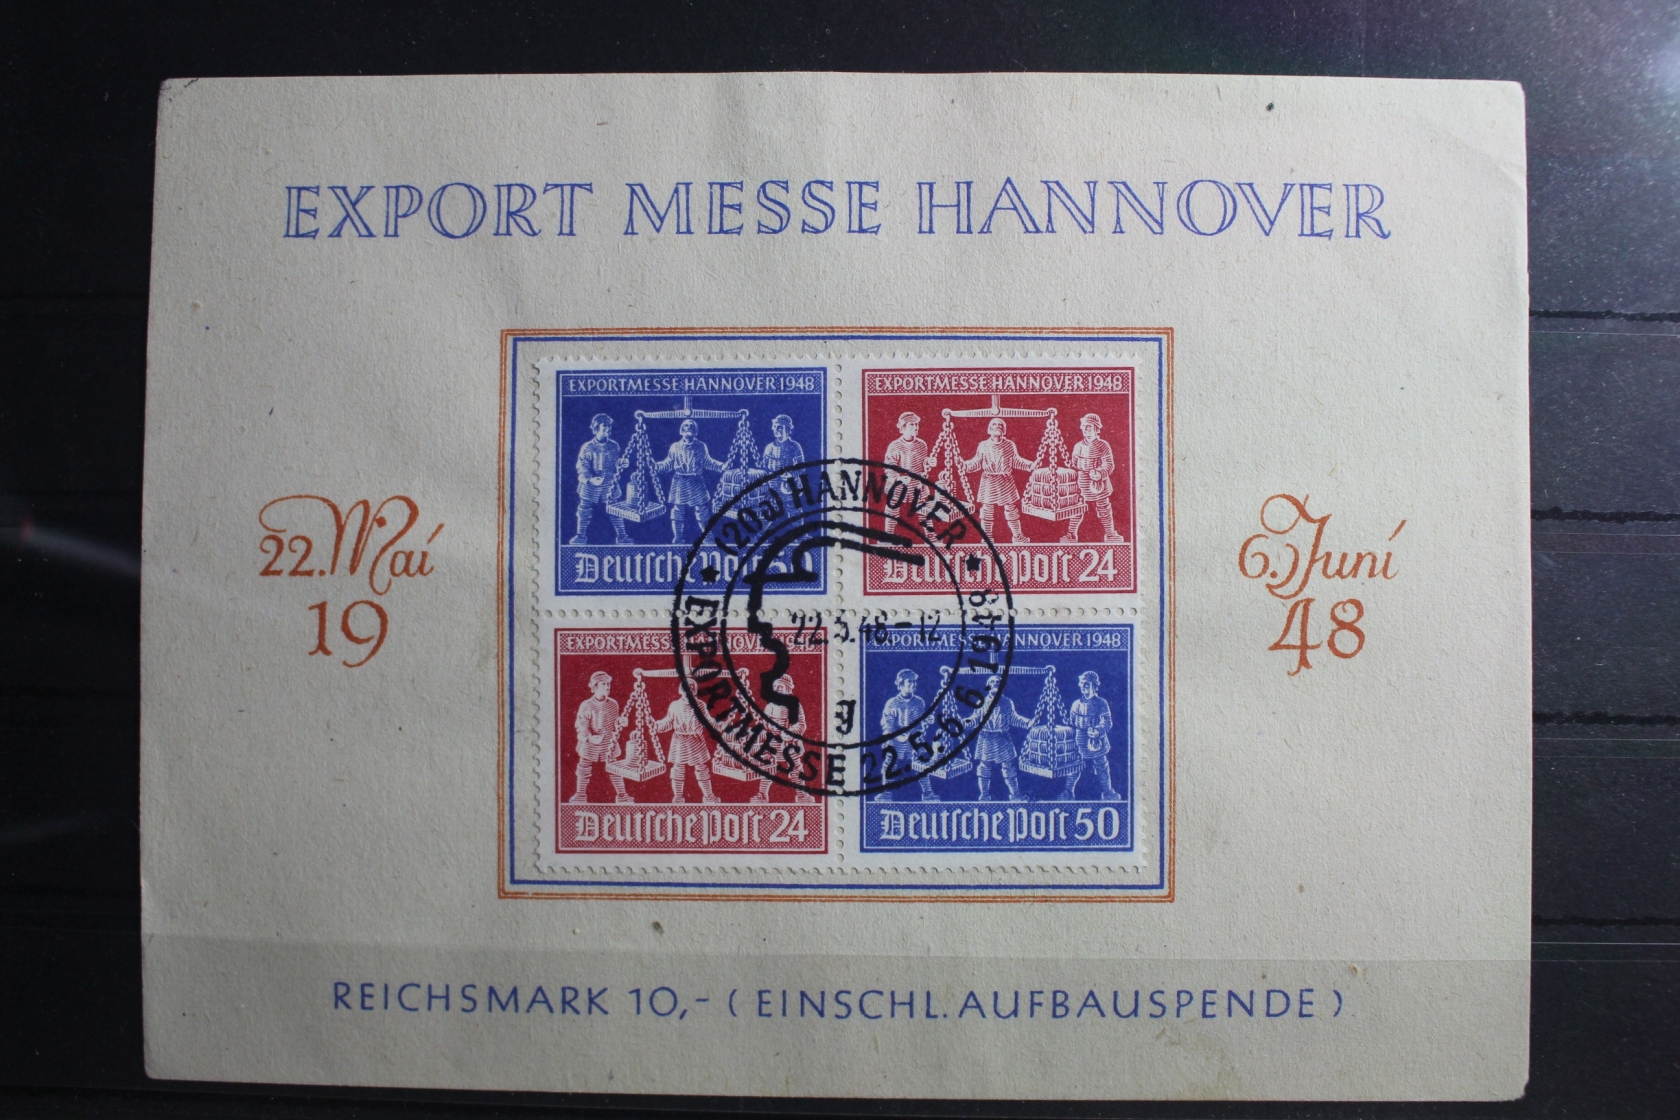 EXPORT MESSE HANNOVER
22. Mai
19
6. Juni
48
EXPORTMESSE HANNOVER 1948
Deutsche Post 50
EXPORTMESSE HANNOVER 1948
Deutsche Post 24
EXPORTMESSE HANNOVER 1948
Deutsche Post 24
EXPORTMESSE HANNOVER 1948
Deutsche Post 50
(20a) HANNOVER
22.5.48-12
g
EXPORTMESSE 22.5.-6.6.1948
REICHSMARK 10,- (EINSCHL. AUFBAUSPENDE)